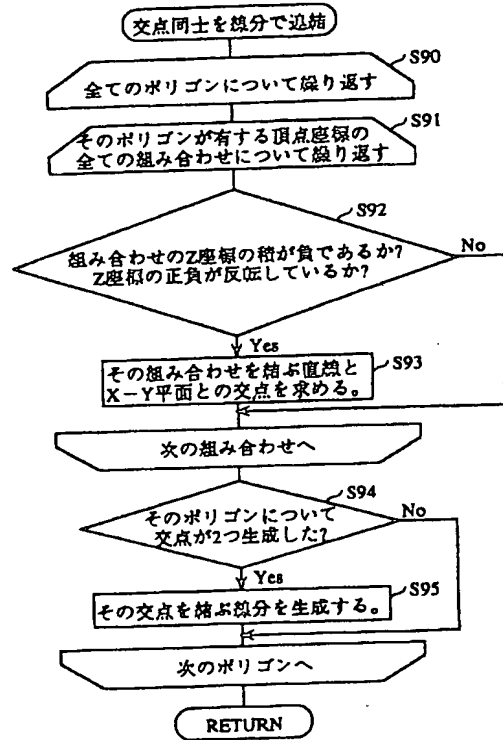 交点同士を線分で連結
S90
全てのポリゴンについて繰り返す
S91
そのポリゴンが有する頂点座標の
全ての組み合わせについて繰り返す
S92
組み合わせのZ座標の積が負であるか?
Z座標の正負が反転しているか?
No
Yes
S93
その組み合わせを結ぶ直線と
X-Y平面との交点を求める。
次の組み合わせへ
S94
そのポリゴンについて
交点が2つ生成した?
No
Yes
S95
その交点を結ぶ線分を生成する。
次のポリゴンへ
RETURN